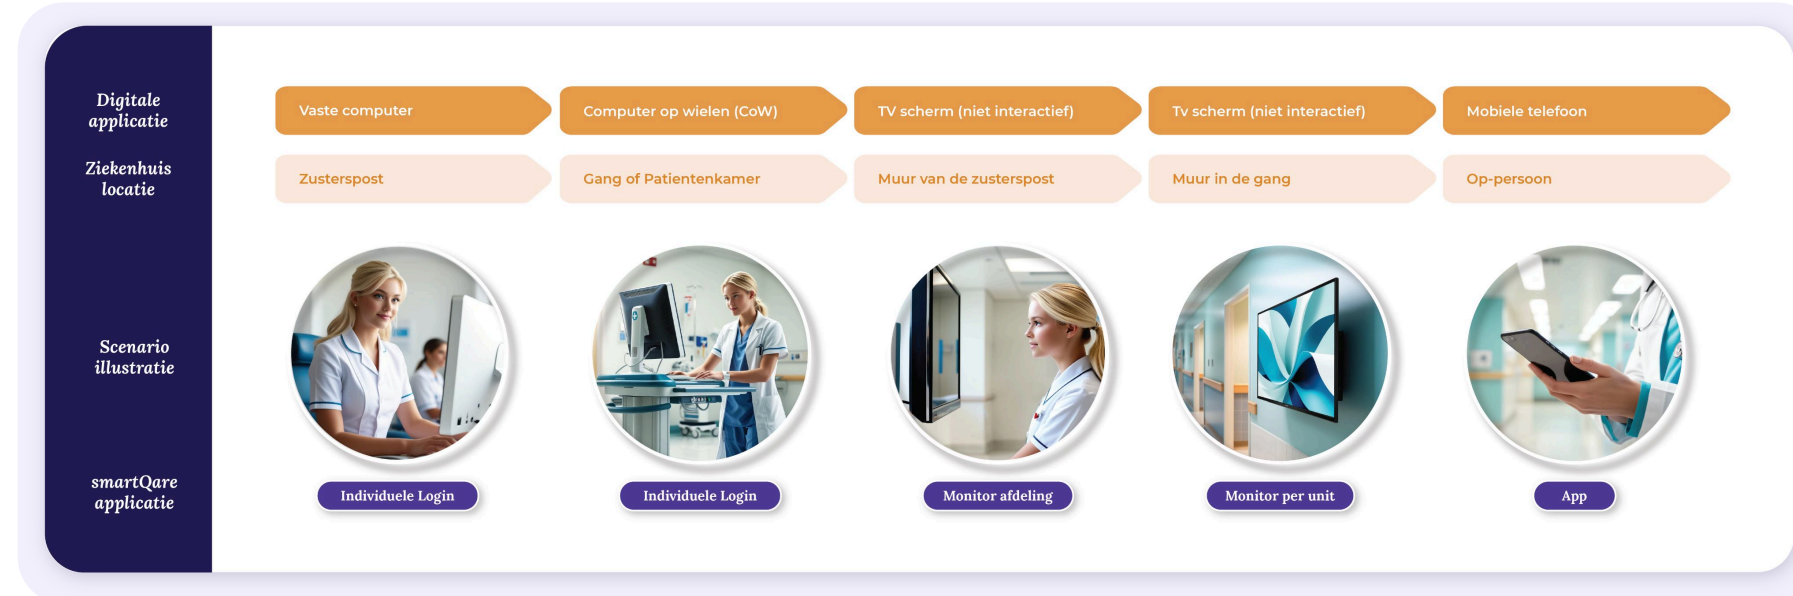 Digitale
applicatie
Vaste computer
Computer op wielen (CoW)
TV scherm (niet interactief)
Tv scherm (niet interactief)
Mobiele telefoon
Ziekenhuis
locatie
Zusterspost
Gang of Patientenkamer
Muur van de zusterspost
Muur in de gang
Op-persoon
Scenario
illustratie
smartQare
applicatie
Individuele Login
Individuele Login
Monitor afdeling
Monitor per unit
App